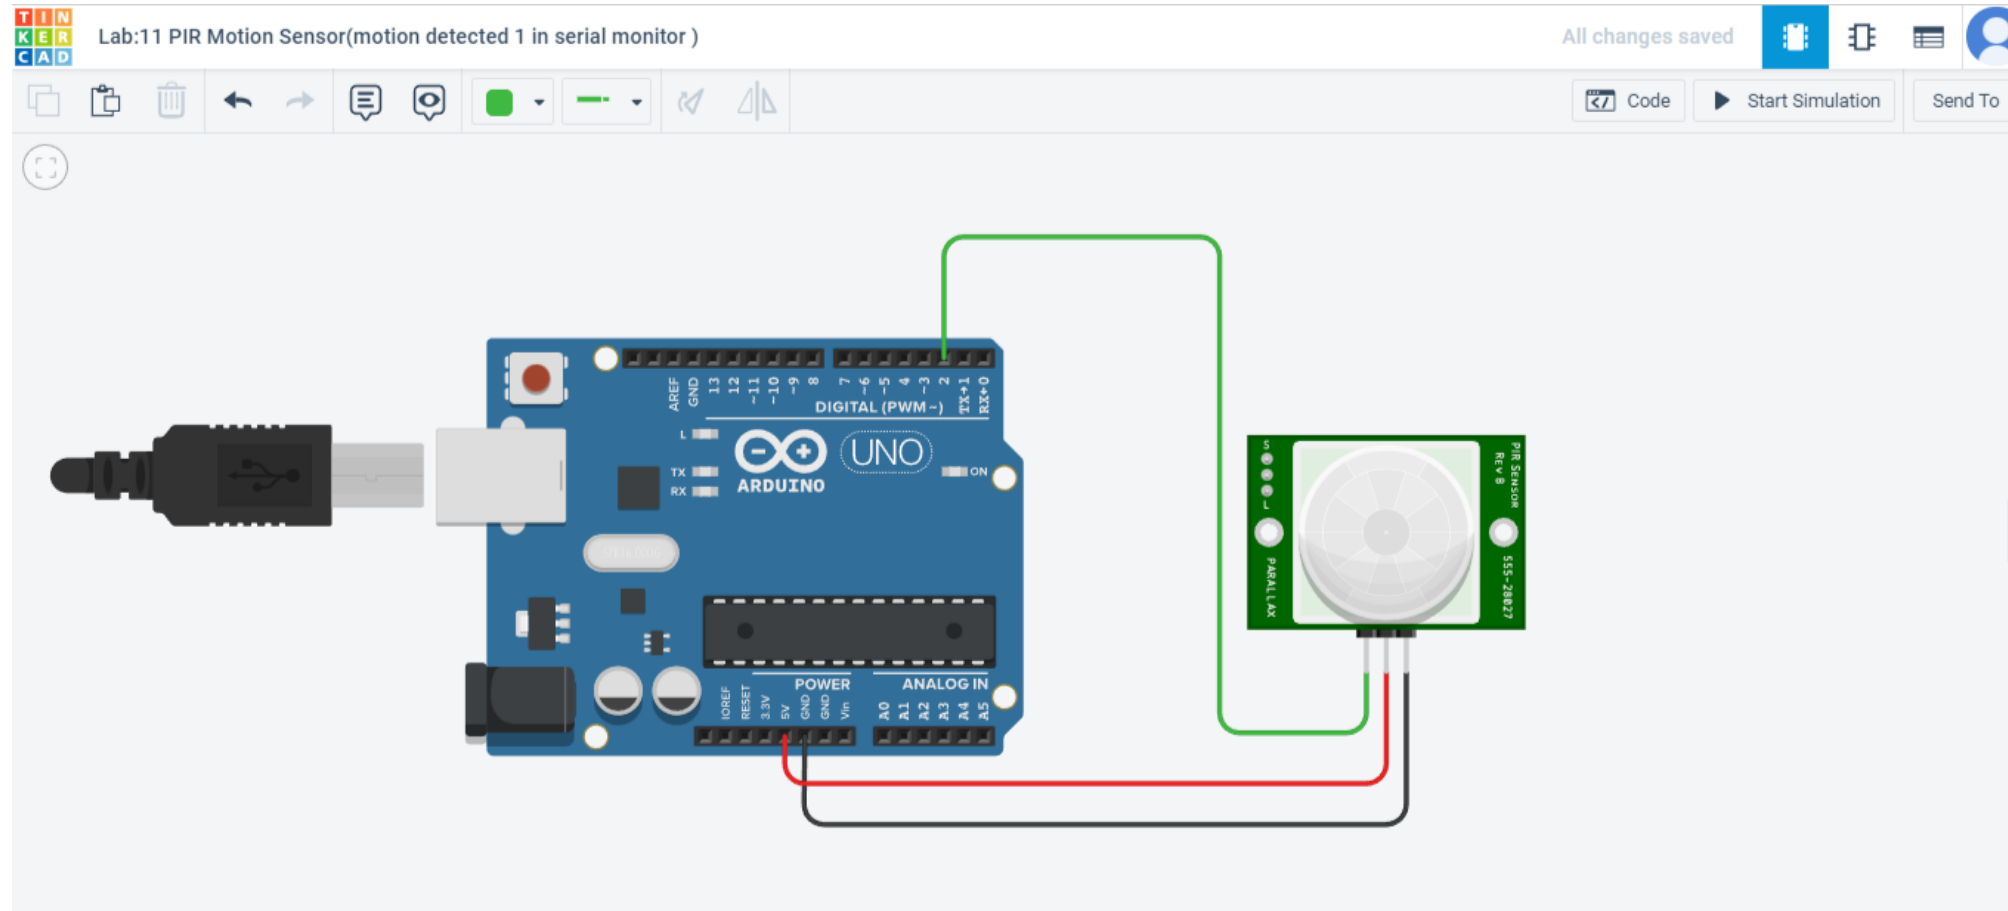 TINKERCAD
Lab:11 PIR Motion Sensor(motion detected 1 in serial monitor )
All changes saved
Code
Start Simulation
Send To
AREF
GND
13
12
~11
~10
~9
8
7
~6
~5
4
~3
2
TX→1
RX←0
DIGITAL (PWM~)
L
TX
RX
ARDUINO
UNO
ON
POWER
ANALOG IN
IOREF
RESET
3.3V
5V
GND
GND
Vin
A0
A1
A2
A3
A4
A5
S
L
PARALLAX
PIR SENSOR
REV B
555-28027